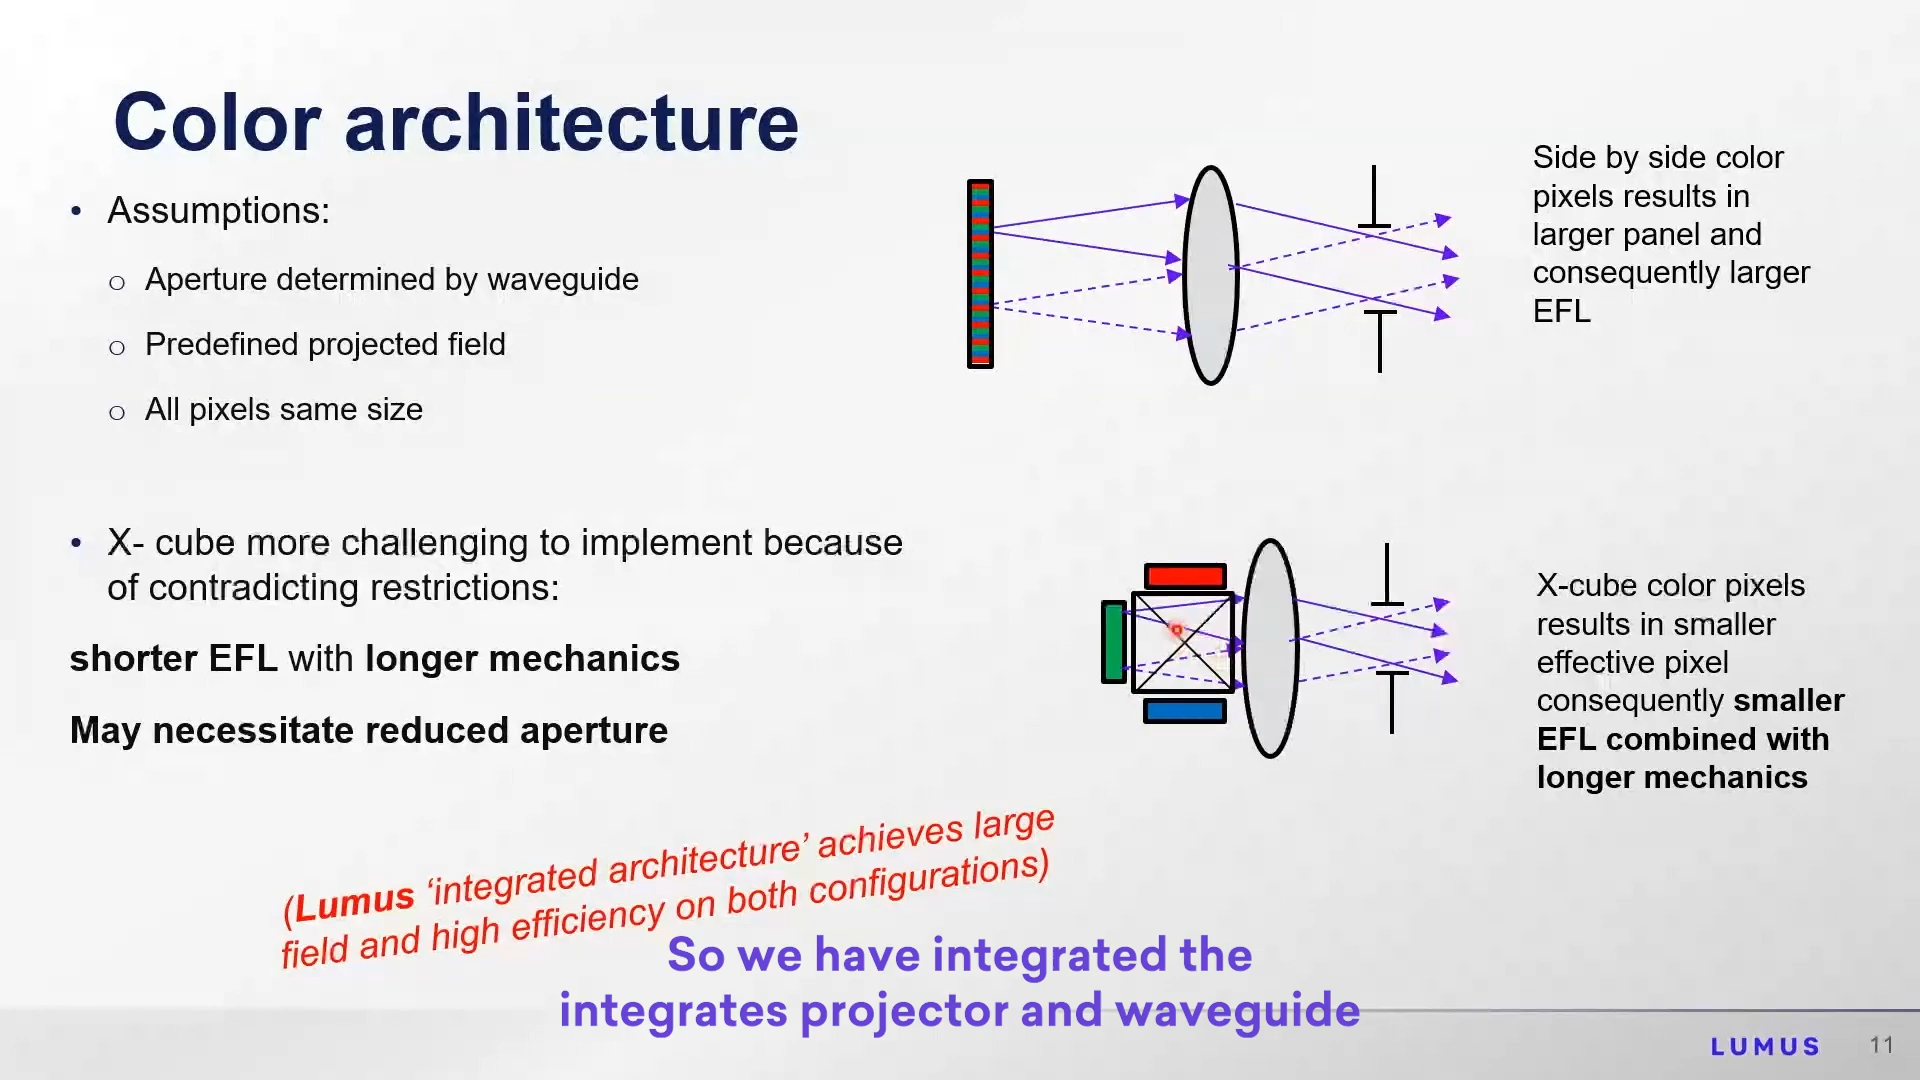 Color architecture
• Assumptions:
o Aperture determined by waveguide
o Predefined projected field
o All pixels same size
• X- cube more challenging to implement because
of contradicting restrictions:
shorter EFL with longer mechanics
May necessitate reduced aperture
Side by side color
pixels results in
larger panel and
consequently larger
EFL
X-cube color pixels
results in smaller
effective pixel
consequently smaller
EFL combined with
longer mechanics
(Lumus ‘integrated architecture’ achieves large
field and high efficiency on both configurations)
So we have integrated the
integrates projector and waveguide
LUMUS
11